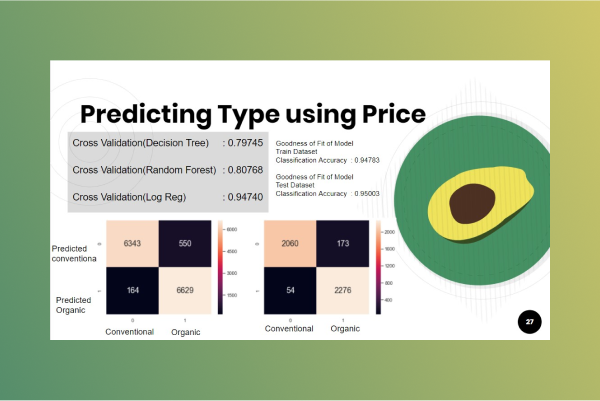 Predicting Type using Price
Cross Validation(Decision Tree) : 0.79745
Cross Validation(Random Forest) : 0.80768
Cross Validation(Log Reg) : 0.94740
Goodness of Fit of Model
Train Dataset
Classification Accuracy : 0.94783
Goodness of Fit of Model
Test Dataset
Classification Accuracy : 0.95003
Predicted
conventiona
Predicted
Organic
0
6343 550
1
164 6629
0 1
Conventional Organic
6000
4500
3000
1500
0
2060 173
1
54 2276
0 1
Conventional Organic
2000
1600
1200
800
400
27